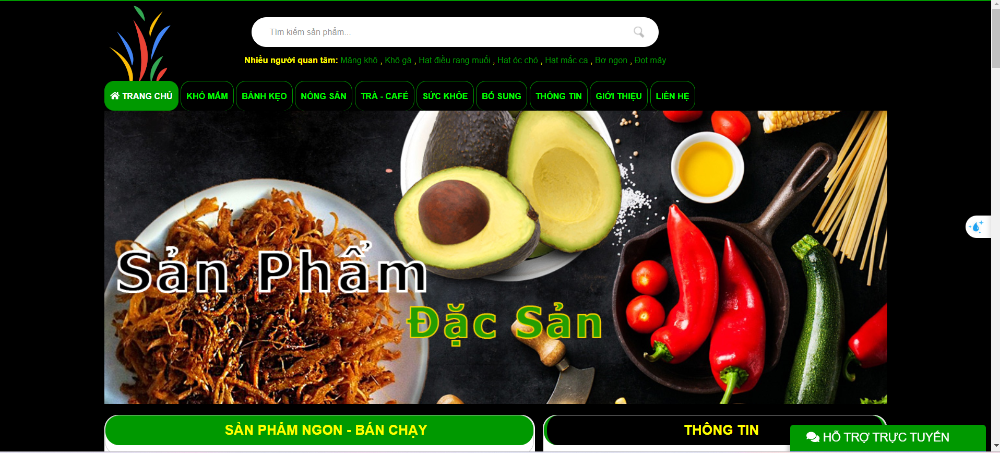 Tìm kiếm sản phẩm...
Nhiều người quan tâm: Măng khô , Khô gà , Hạt điều rang muối , Hạt óc chó , Hạt mắc ca , Bơ ngon , Đọt mây
TRANG CHỦ KHÔ MẮM BÁNH KẸO NÔNG SẢN TRÀ - CAFÉ SỨC KHỎE BỔ SUNG THÔNG TIN GIỚI THIỆU LIÊN HỆ
Sản Phẩm
Đặc Sản
SẢN PHẨM NGON - BÁN CHẠY
THÔNG TIN
HỖ TRỢ TRỰC TUYẾN